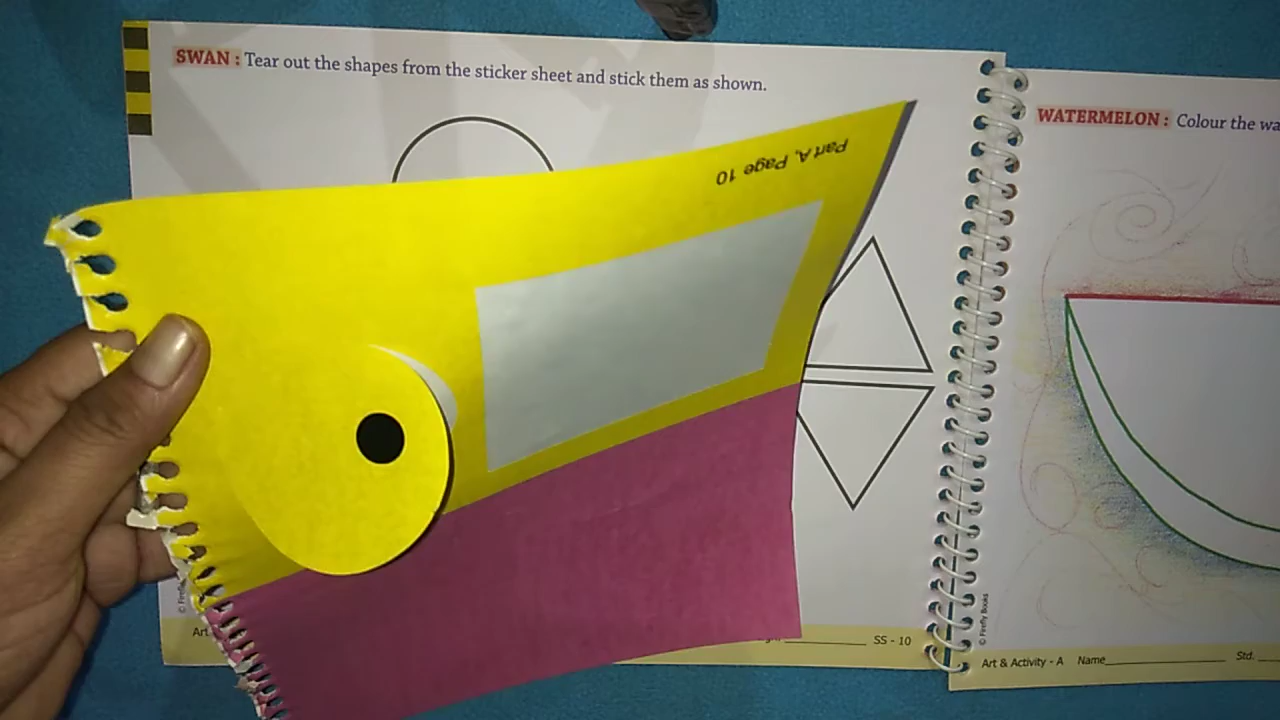 SWAN : Tear out the shapes from the sticker sheet and stick them as shown.
WATERMELON : Colour the wa
Part A, Page 10
SS - 10
© Firefly Books
Art & Activity - A Name Std.
© Firefly
Art